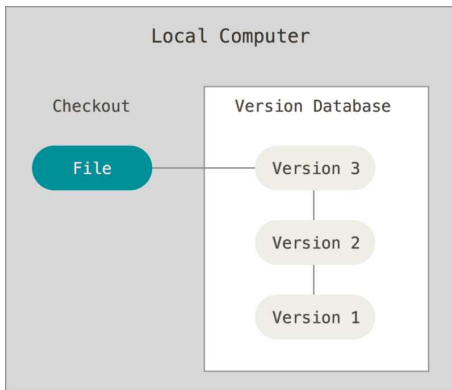 Local Computer
Checkout
Version Database
File
Version 3
Version 2
Version 1